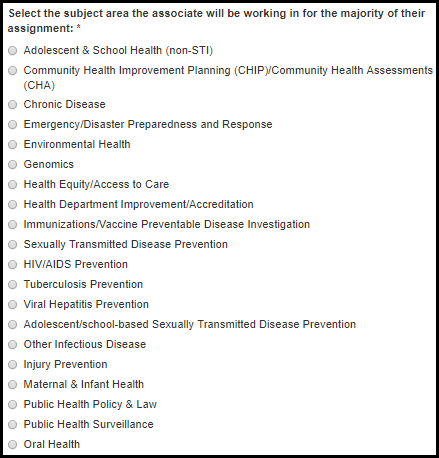 Select the subject area the associate will be working in for the majority of their
assignment: *
Adolescent & School Health (non-STI)
Community Health Improvement Planning (CHIP)/Community Health Assessments
(CHA)
Chronic Disease
Emergency/Disaster Preparedness and Response
Environmental Health
Genomics
Health Equity/Access to Care
Health Department Improvement/Accreditation
Immunizations/Vaccine Preventable Disease Investigation
Sexually Transmitted Disease Prevention
HIV/AIDS Prevention
Tuberculosis Prevention
Viral Hepatitis Prevention
Adolescent/school-based Sexually Transmitted Disease Prevention
Other Infectious Disease
Injury Prevention
Maternal & Infant Health
Public Health Policy & Law
Public Health Surveillance
Oral Health